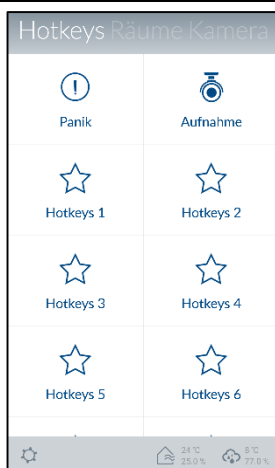 Hotkeys Räume Kamera
Panik
Aufnahme
Hotkeys 1
Hotkeys 2
Hotkeys 3
Hotkeys 4
Hotkeys 5
Hotkeys 6
24 °C
25.0 %
8 °C
77.0 %